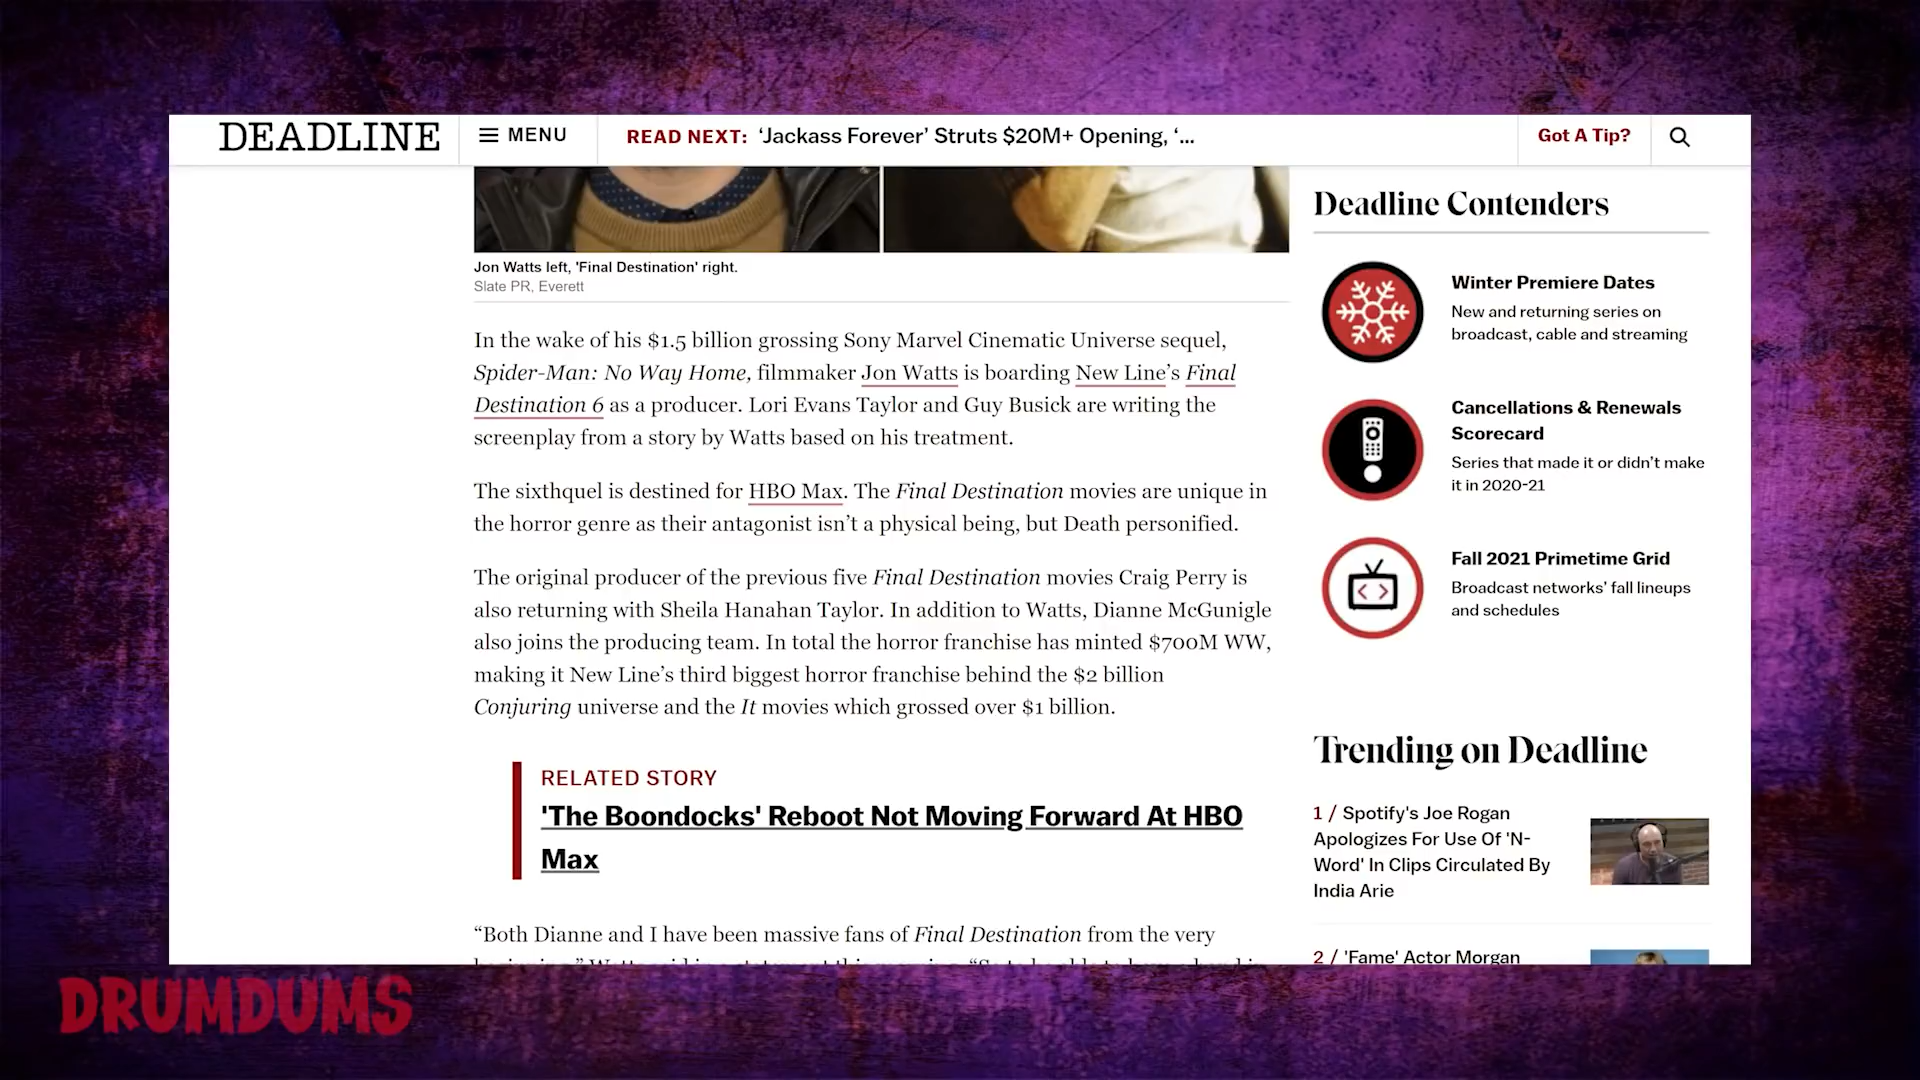 DEADLINE
MENU
READ NEXT: ‘Jackass Forever’ Struts $20M+ Opening, ‘...
Got A Tip?
Jon Watts left, 'Final Destination' right.
Slate PR, Everett
In the wake of his $1.5 billion grossing Sony Marvel Cinematic Universe sequel,
Spider-Man: No Way Home, filmmaker Jon Watts is boarding New Line’s Final
Destination 6 as a producer. Lori Evans Taylor and Guy Busick are writing the
screenplay from a story by Watts based on his treatment.
The sixthquel is destined for HBO Max. The Final Destination movies are unique in
the horror genre as their antagonist isn’t a physical being, but Death personified.
The original producer of the previous five Final Destination movies Craig Perry is
also returning with Sheila Hanahan Taylor. In addition to Watts, Dianne McGunigle
also joins the producing team. In total the horror franchise has minted $700M WW,
making it New Line’s third biggest horror franchise behind the $2 billion
Conjuring universe and the It movies which grossed over $1 billion.
RELATED STORY
'The Boondocks' Reboot Not Moving Forward At HBO
Max
“Both Dianne and I have been massive fans of Final Destination from the very
Deadline Contenders
Winter Premiere Dates
New and returning series on
broadcast, cable and streaming
Cancellations & Renewals
Scorecard
Series that made it or didn’t make
it in 2020-21
Fall 2021 Primetime Grid
Broadcast networks’ fall lineups
and schedules
Trending on Deadline
1 / Spotify's Joe Rogan
Apologizes For Use Of 'N-
Word' In Clips Circulated By
India Arie
2 / 'Fame' Actor Morgan
DRUMDUMS